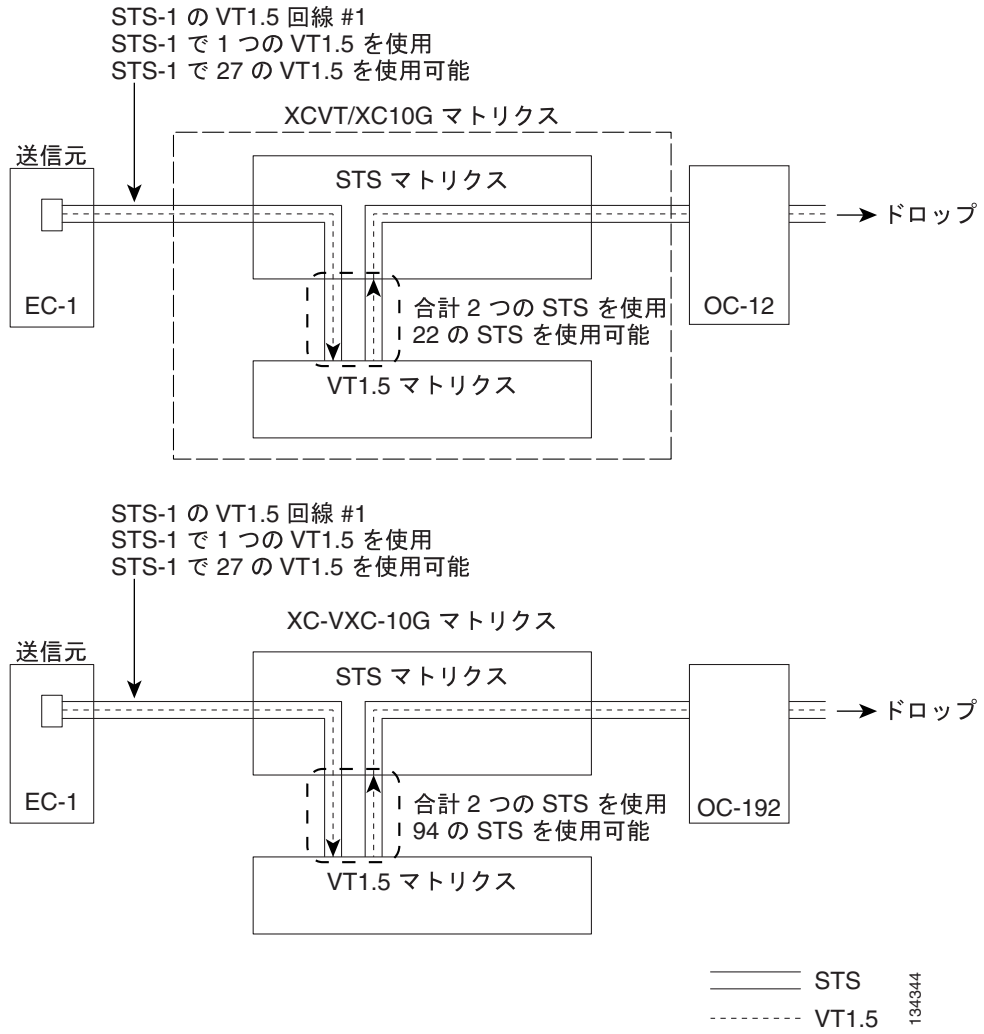 STS-1 の VT1.5 回線 #1
STS-1 で 1 つの VT1.5 を使用
STS-1 で 27 の VT1.5 を使用可能
XCVT/XC10G マトリクス
送信元
STS マトリクス
ドロップ
EC-1
合計 2 つの STS を使用
22 の STS を使用可能
OC-12
VT1.5 マトリクス
STS-1 の VT1.5 回線 #1
STS-1 で 1 つの VT1.5 を使用
STS-1 で 27 の VT1.5 を使用可能
XC-VXC-10G マトリクス
送信元
STS マトリクス
ドロップ
EC-1
合計 2 つの STS を使用
94 の STS を使用可能
OC-192
VT1.5 マトリクス
STS
VT1.5
134344